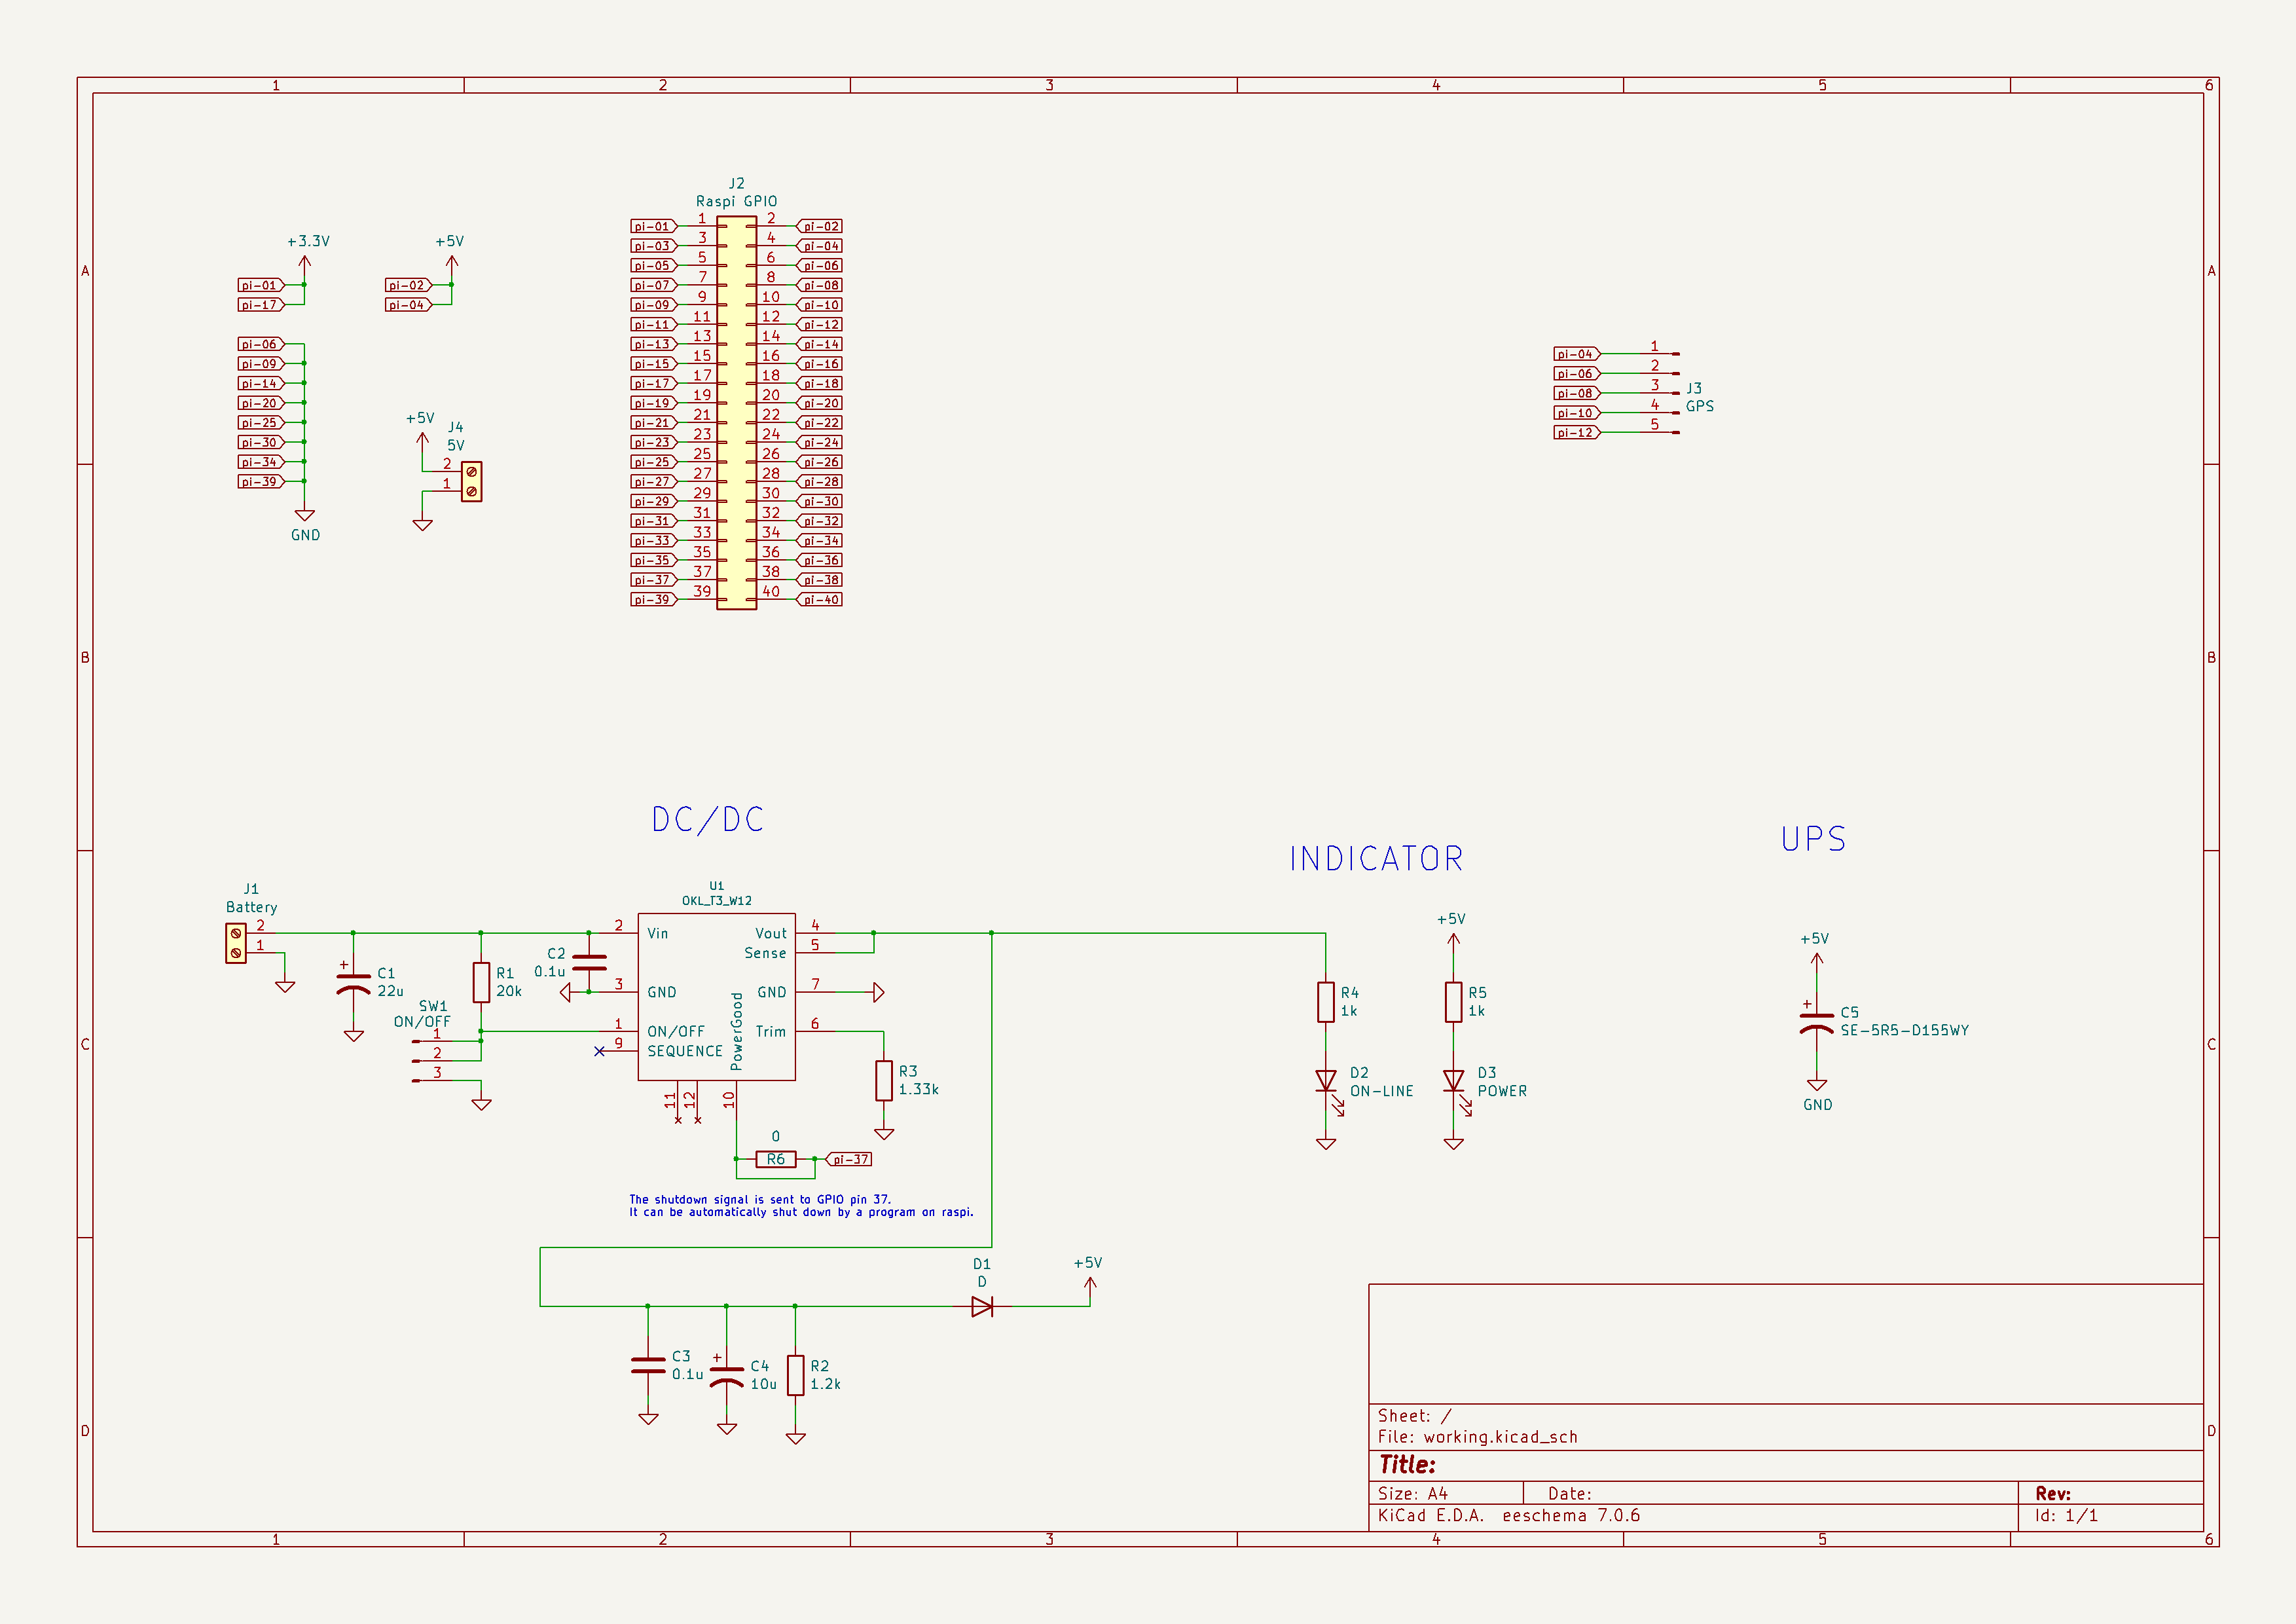 1 2 3 4 5 6
A A
B B
C C
D D
1 2 3 4 5 6
+3.3V
pi-01
pi-17
+5V
pi-02
pi-04
pi-06
pi-09
pi-14
pi-20
pi-25
pi-30
pi-34
pi-39
GND
+5V
J4
5V
2
1
J2
Raspi GPIO
pi-01 1 2 pi-02
pi-03 3 4 pi-04
pi-05 5 6 pi-06
pi-07 7 8 pi-08
pi-09 9 10 pi-10
pi-11 11 12 pi-12
pi-13 13 14 pi-14
pi-15 15 16 pi-16
pi-17 17 18 pi-18
pi-19 19 20 pi-20
pi-21 21 22 pi-22
pi-23 23 24 pi-24
pi-25 25 26 pi-26
pi-27 27 28 pi-28
pi-29 29 30 pi-30
pi-31 31 32 pi-32
pi-33 33 34 pi-34
pi-35 35 36 pi-36
pi-37 37 38 pi-38
pi-39 39 40 pi-40
pi-04 1
pi-06 2
pi-08 3
pi-10 4
pi-12 5
J3
GPS
DC/DC
J1
Battery
2
1
+
C1
22u
R1
20k
SW1
ON/OFF
1
2
3
C2
0.1u
U1
OKL_T3_W12
2 Vin
3 GND
1 ON/OFF
9 SEQUENCE
Vout 4
Sense 5
GND 7
Trim 6
PowerGood
11
12
10
R3
1.33k
0
R6
pi-37
The shutdown signal is sent to GPIO pin 37.
It can be automatically shut down by a program on raspi.
D1
D
+5V
C3
0.1u
+
C4
10u
R2
1.2k
INDICATOR
R4
1k
D2
ON-LINE
+5V
R5
1k
D3
POWER
UPS
+5V
+
C5
SE-5R5-D155WY
GND
Sheet: /
File: working.kicad_sch
Title:
Size: A4 Date: Rev:
KiCad E.D.A. eeschema 7.0.6 Id: 1/1